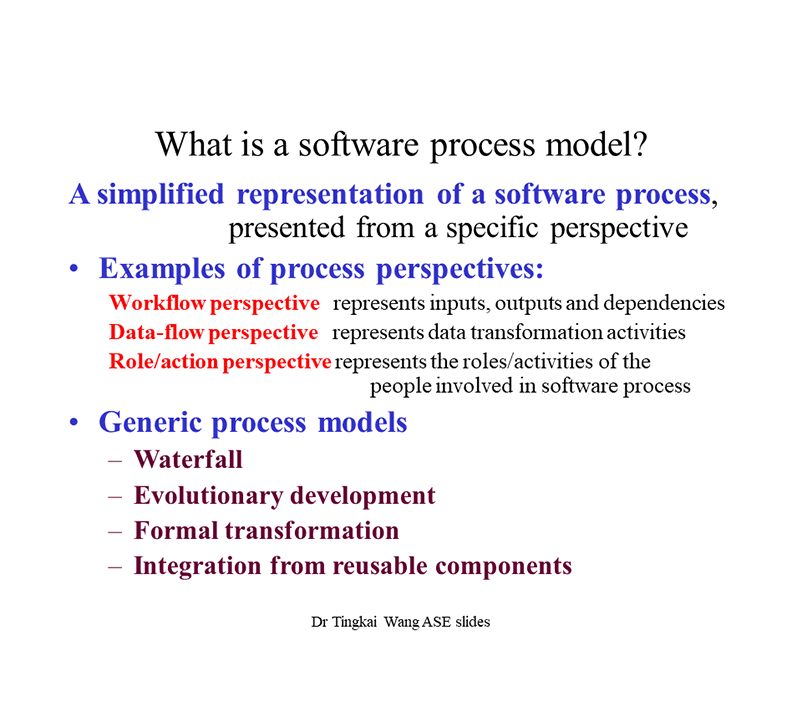 What is a software process model?
A simplified representation of a software process,
presented from a specific perspective
• Examples of process perspectives:
Workflow perspective represents inputs, outputs and dependencies
Data-flow perspective represents data transformation activities
Role/action perspective represents the roles/activities of the
people involved in software process
• Generic process models
– Waterfall
– Evolutionary development
– Formal transformation
– Integration from reusable components
Dr Tingkai Wang ASE slides